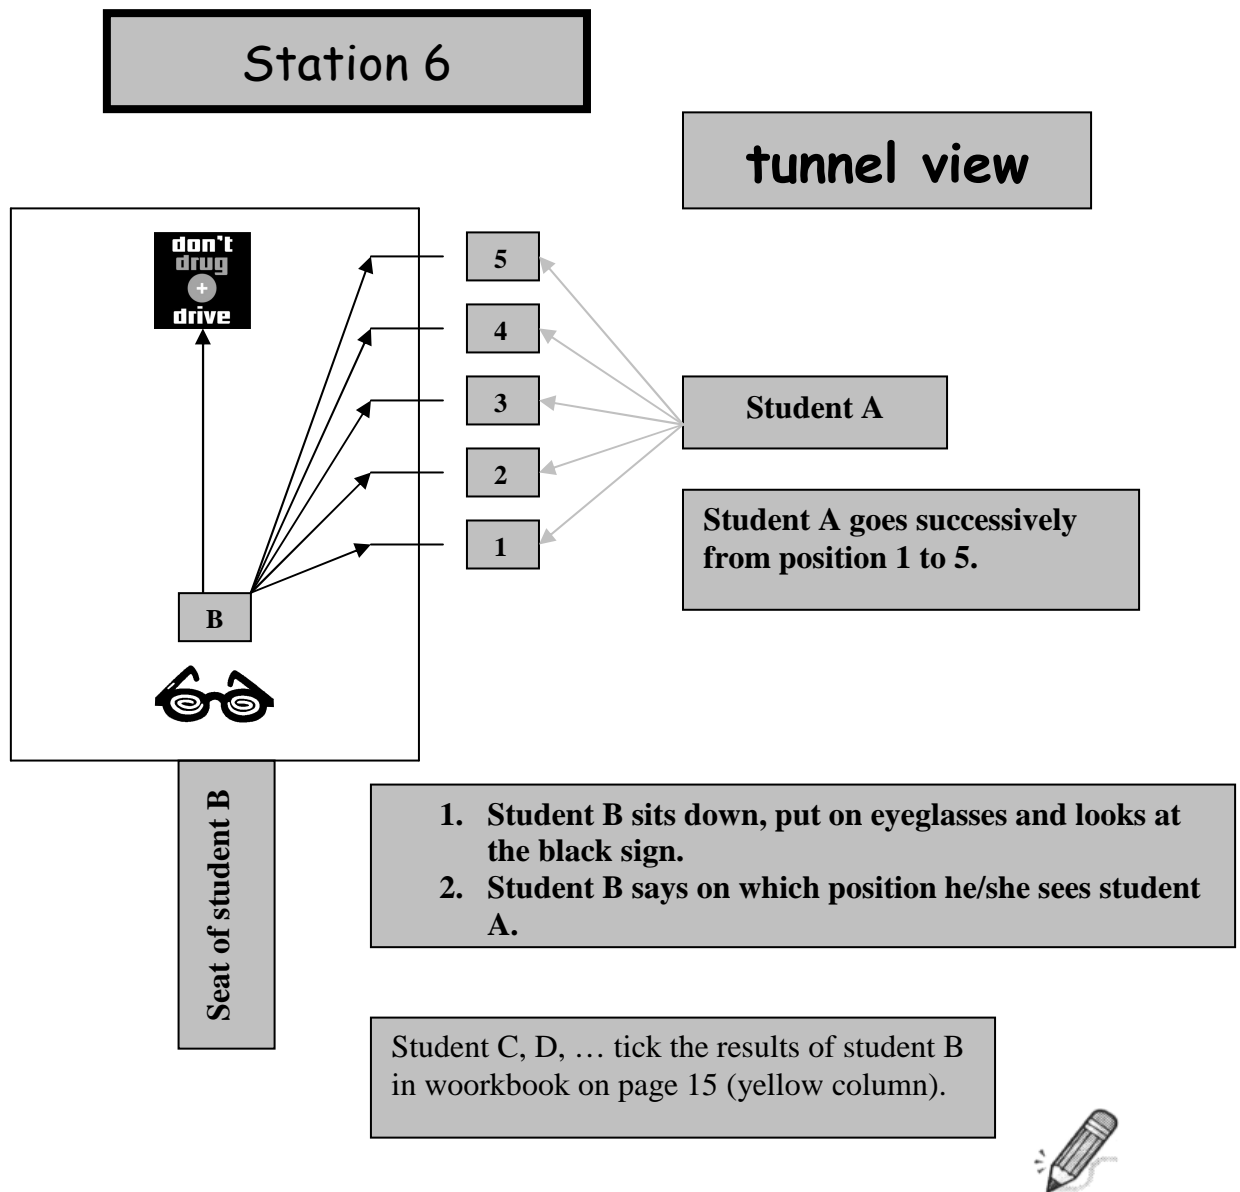 Station 6
tunnel view
don't
drug
+
drive
5
4
3
2
1
B
Student A
Student A goes successively
from position 1 to 5.
Seat of student B
1. Student B sits down, put on eyeglasses and looks at
the black sign.
2. Student B says on which position he/she sees student
A.
Student C, D, … tick the results of student B
in woorkbook on page 15 (yellow column).